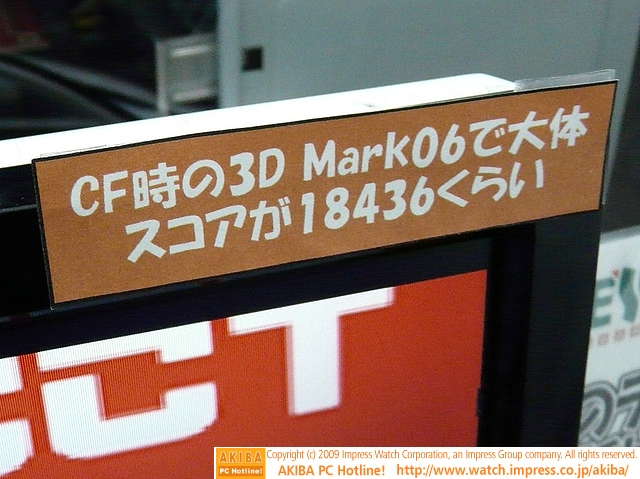 CF時の3D Mark06で大体
スコアが18436くらい
CT
AKIBA
PC Hotline!
Copyright (c) 2009 Impress Watch Corporation, an Impress Group company. All rights reserved.
AKIBA PC Hotline! http://www.watch.impress.co.jp/akiba/